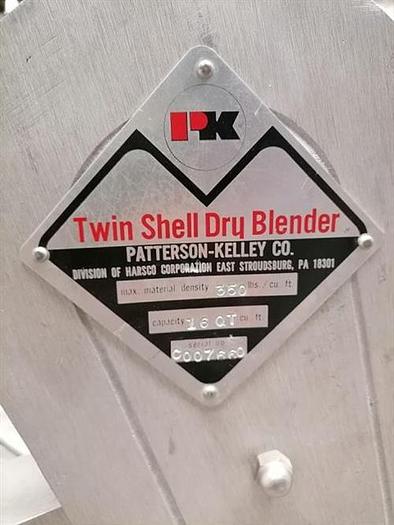 PK
Twin Shell Dry Blender
PATTERSON-KELLEY CO.
DIVISION OF HARSCO CORPORATION EAST STROUDSBURG, PA 18301
max. material density 350 lbs./cu. ft.
capacity 16 QT cu. ft.
serial no.
C007660